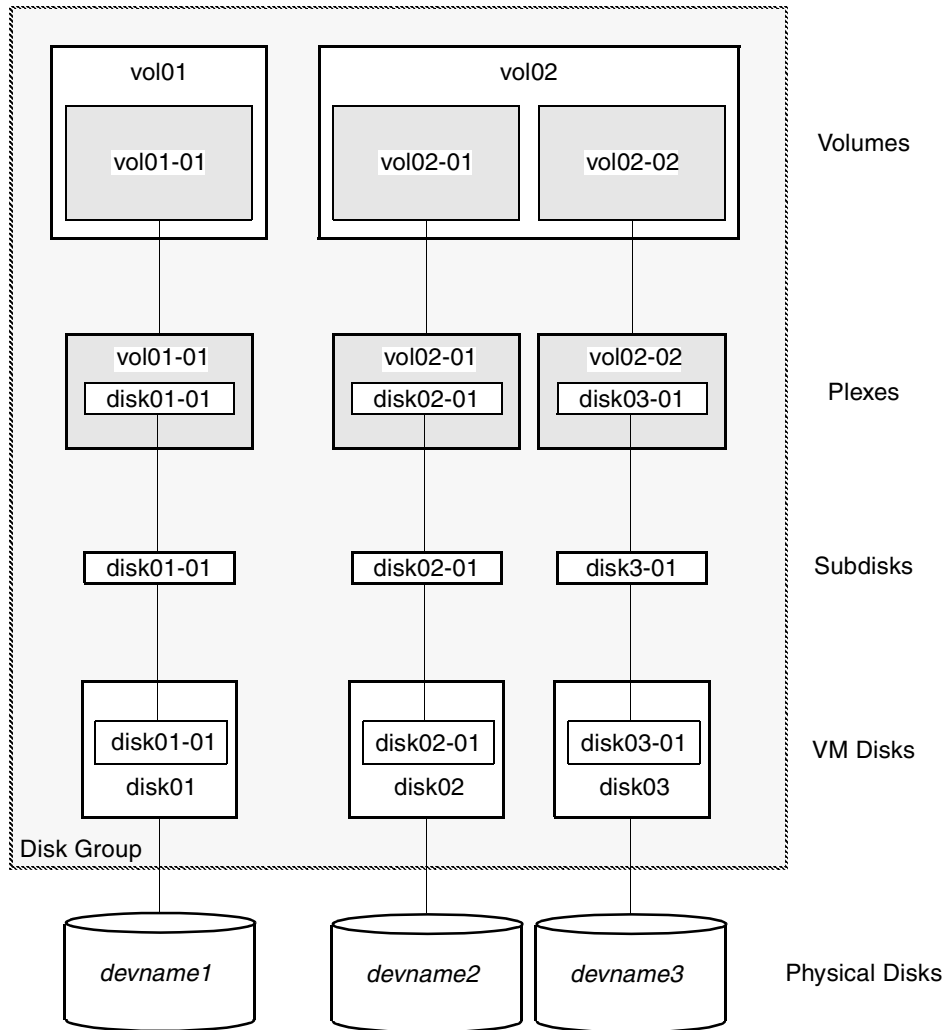 vol01
vol02
vol01-01
vol02-01
vol02-02
Volumes
vol01-01
vol02-01
vol02-02
disk01-01
disk02-01
disk03-01
Plexes
disk01-01
disk02-01
disk3-01
Subdisks
disk01-01
disk02-01
disk03-01
VM Disks
disk01
disk02
disk03
Disk Group
devname1
devname2
devname3
Physical Disks